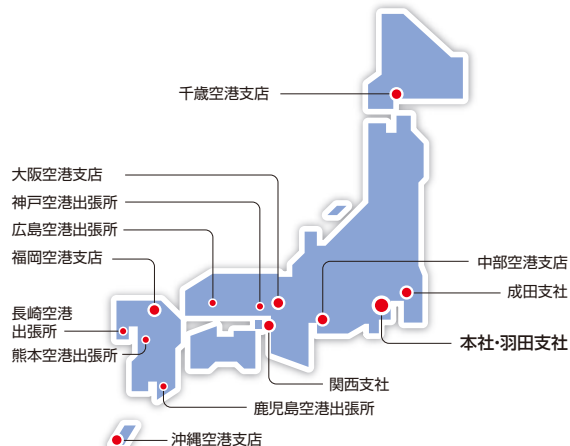 千歳空港支店
大阪空港支店
神戸空港出張所
広島空港出張所
福岡空港支店
中部空港支店
成田支社
長崎空港
出張所
本社・羽田支社
熊本空港出張所
関西支社
鹿児島空港出張所
沖縄空港支店